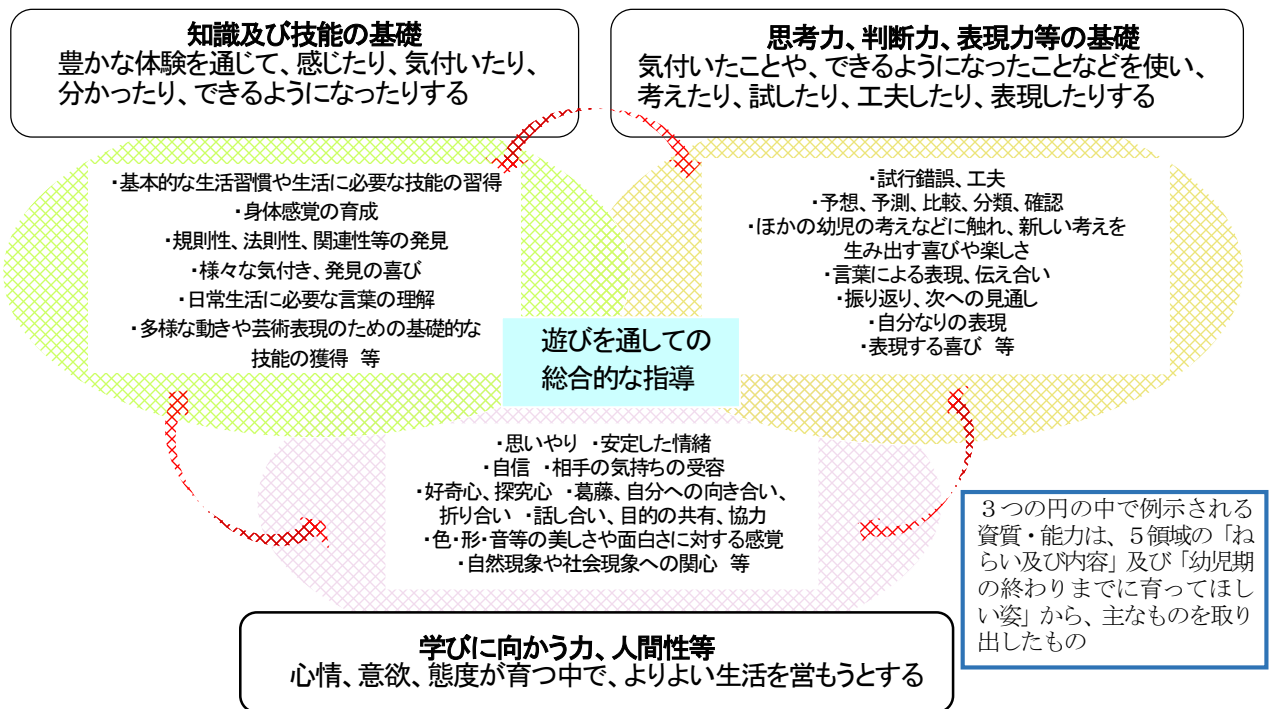 知識及び技能の基礎
豊かな体験を通じて、感じたり、気付いたり、
分かったり、できるようになったりする
思考力、判断力、表現力等の基礎
気付いたことや、できるようになったことなどを使い、
考えたり、試したり、工夫したり、表現したりする
・基本的な生活習慣や生活に必要な技能の習得
・身体感覚の育成
・規則性、法則性、関連性等の発見
・様々な気付き、発見の喜び
・日常生活に必要な言葉の理解
・多様な動きや芸術表現のための基礎的な
技能の獲得 等
・試行錯誤、工夫
・予想、予測、比較、分類、確認
・ほかの幼児の考えなどに触れ、新しい考えを
生み出す喜びや楽しさ
・言葉による表現、伝え合い
・振り返り、次への見通し
・自分なりの表現
・表現する喜び 等
遊びを通しての
総合的な指導
・思いやり ・安定した情緒
・自信 ・相手の気持ちの受容
・好奇心、探究心 ・葛藤、自分への向き合い、
折り合い ・話し合い、目的の共有、協力
・色・形・音等の美しさや面白さに対する感覚
・自然現象や社会現象への関心 等
３つの円の中で例示される
資質・能力は、５領域の「ね
らい及び内容」及び「幼児期
の終わりまでに育ってほし
い姿」から、主なものを取り
出したもの
学びに向かう力、人間性等
心情、意欲、態度が育つ中で、よりよい生活を営もうとする